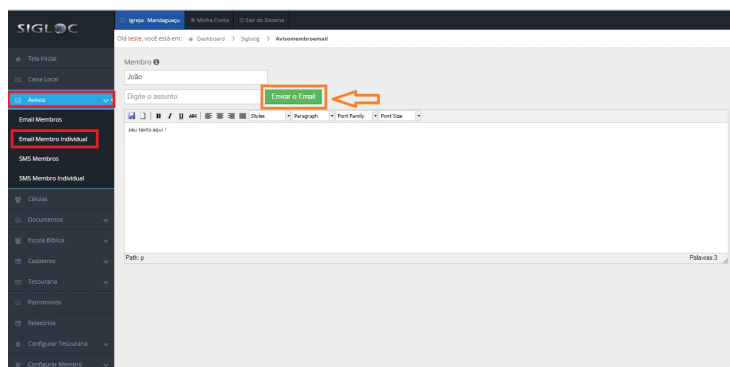 SIGLOC
Igreja: Mandaguaçu
Minha Conta
Sair do Sistema
Olá teste, você está em: Dashboard > Siglocig > Avisomembroemail
Tela Inicial
Caixa Local
Avisos
Email Membros
Email Membro Individual
SMS Membros
SMS Membro Individual
Células
Documentos
Escola Bíblica
Cadastros
Tesouraria
Patrimonios
Relatórios
Configurar Tesouraria
Configurar Membro
Membro
João
Digite o assunto.
Enviar o Email
B I U ABC Styles Paragraph Font Family Font Size
seu texto aqui !
Path: p
Palavras:3